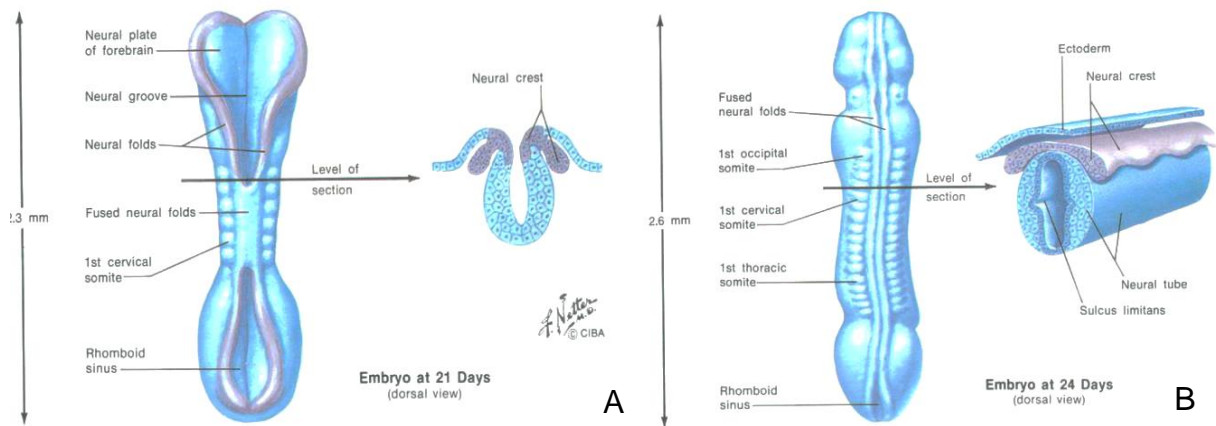 Neural plate
of forebrain
Neural groove
Neural folds
Fused neural folds
1st cervical
somite
Rhomboid
sinus
2.3 mm
Level of
section
Neural crest
F. Netter
M.D.
© CIBA
Embryo at 21 Days
(dorsal view)
A
2.6 mm
Fused
neural folds
1st occipital
somite
1st cervical
somite
1st thoracic
somite
Rhomboid
sinus
Level of
section
Ectoderm
Neural crest
Neural tube
Sulcus limitans
Embryo at 24 Days
(dorsal view)
B